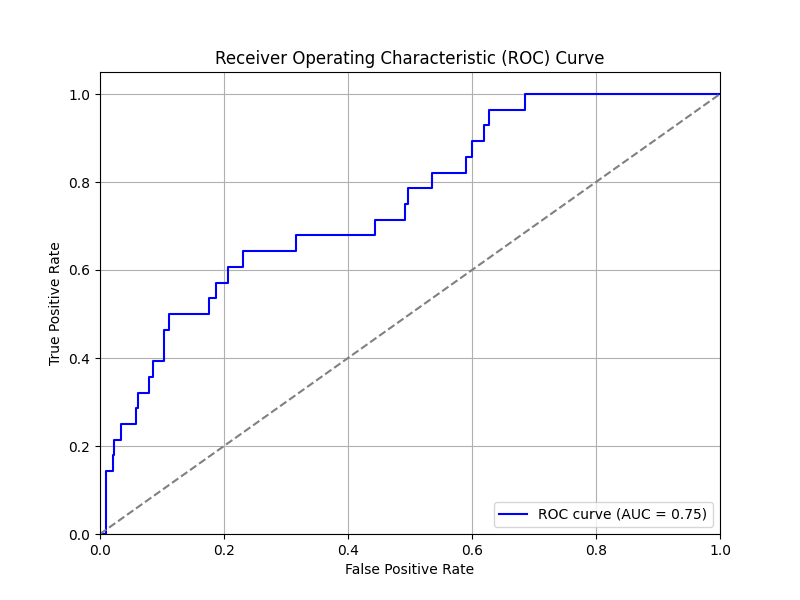 Receiver Operating Characteristic (ROC) Curve
True Positive Rate
1.0
0.8
0.6
0.4
0.2
0.0
0.0 0.2 0.4 0.6 0.8 1.0
False Positive Rate
ROC curve (AUC = 0.75)